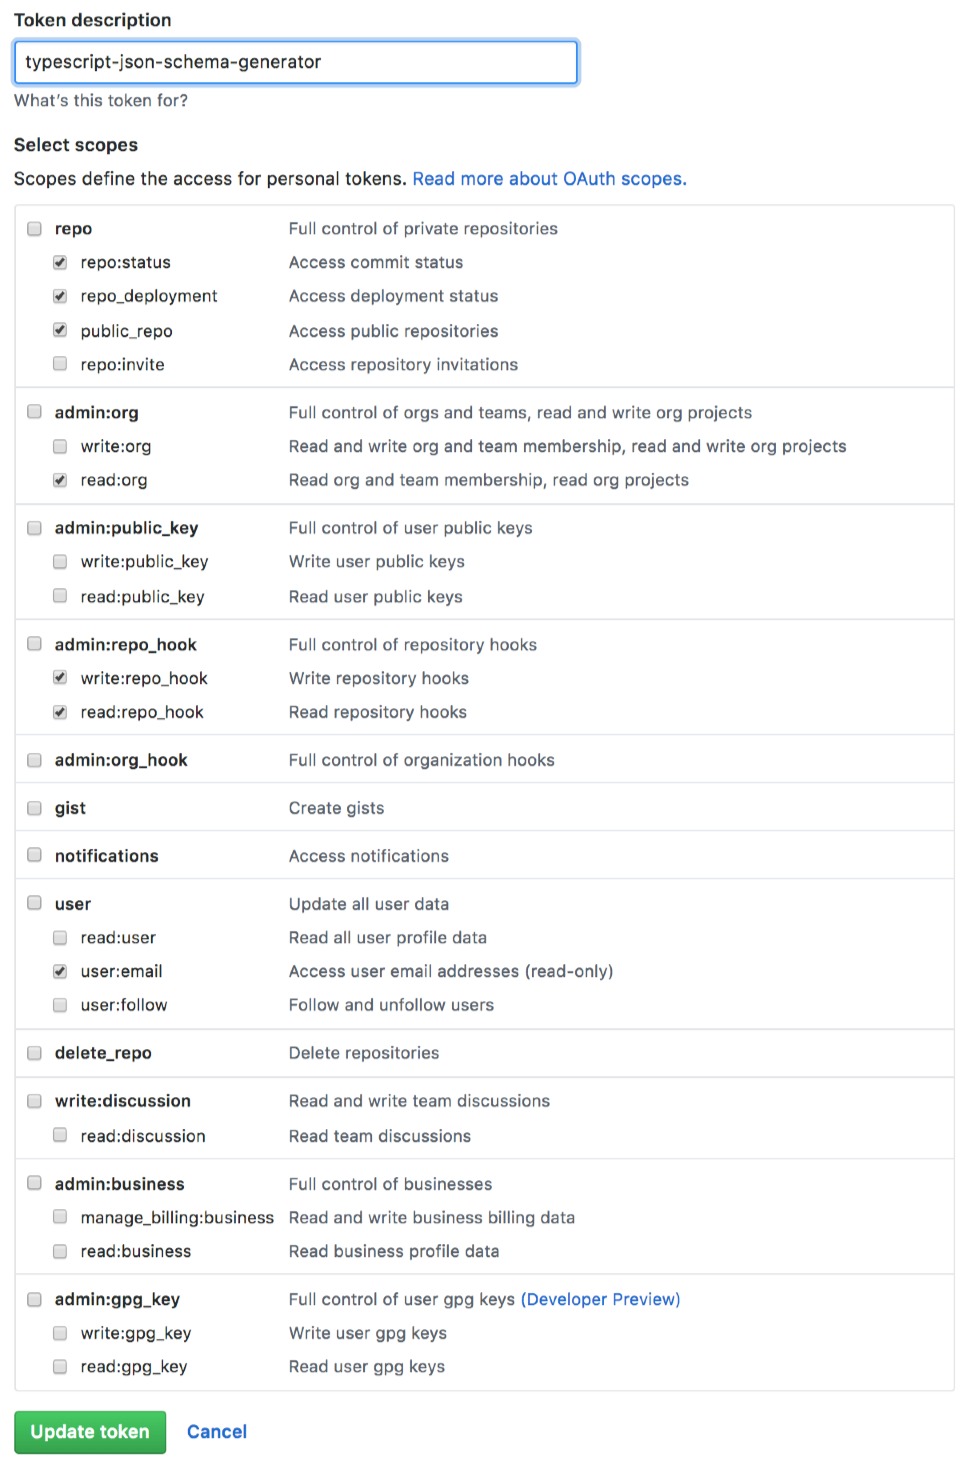 Token description
typescript-json-schema-generator
What's this token for?
Select scopes
Scopes define the access for personal tokens. Read more about OAuth scopes.
repo Full control of private repositories
repo:status Access commit status
repo_deployment Access deployment status
public_repo Access public repositories
repo:invite Access repository invitations
admin:org Full control of orgs and teams, read and write org projects
write:org Read and write org and team membership, read and write org projects
read:org Read org and team membership, read org projects
admin:public_key Full control of user public keys
write:public_key Write user public keys
read:public_key Read user public keys
admin:repo_hook Full control of repository hooks
write:repo_hook Write repository hooks
read:repo_hook Read repository hooks
admin:org_hook Full control of organization hooks
gist Create gists
notifications Access notifications
user Update all user data
read:user Read all user profile data
user:email Access user email addresses (read-only)
user:follow Follow and unfollow users
delete_repo Delete repositories
write:discussion Read and write team discussions
read:discussion Read team discussions
admin:business Full control of businesses
manage_billing:business Read and write business billing data
read:business Read business profile data
admin:gpg_key Full control of user gpg keys (Developer Preview)
write:gpg_key Write user gpg keys
read:gpg_key Read user gpg keys
Update token Cancel